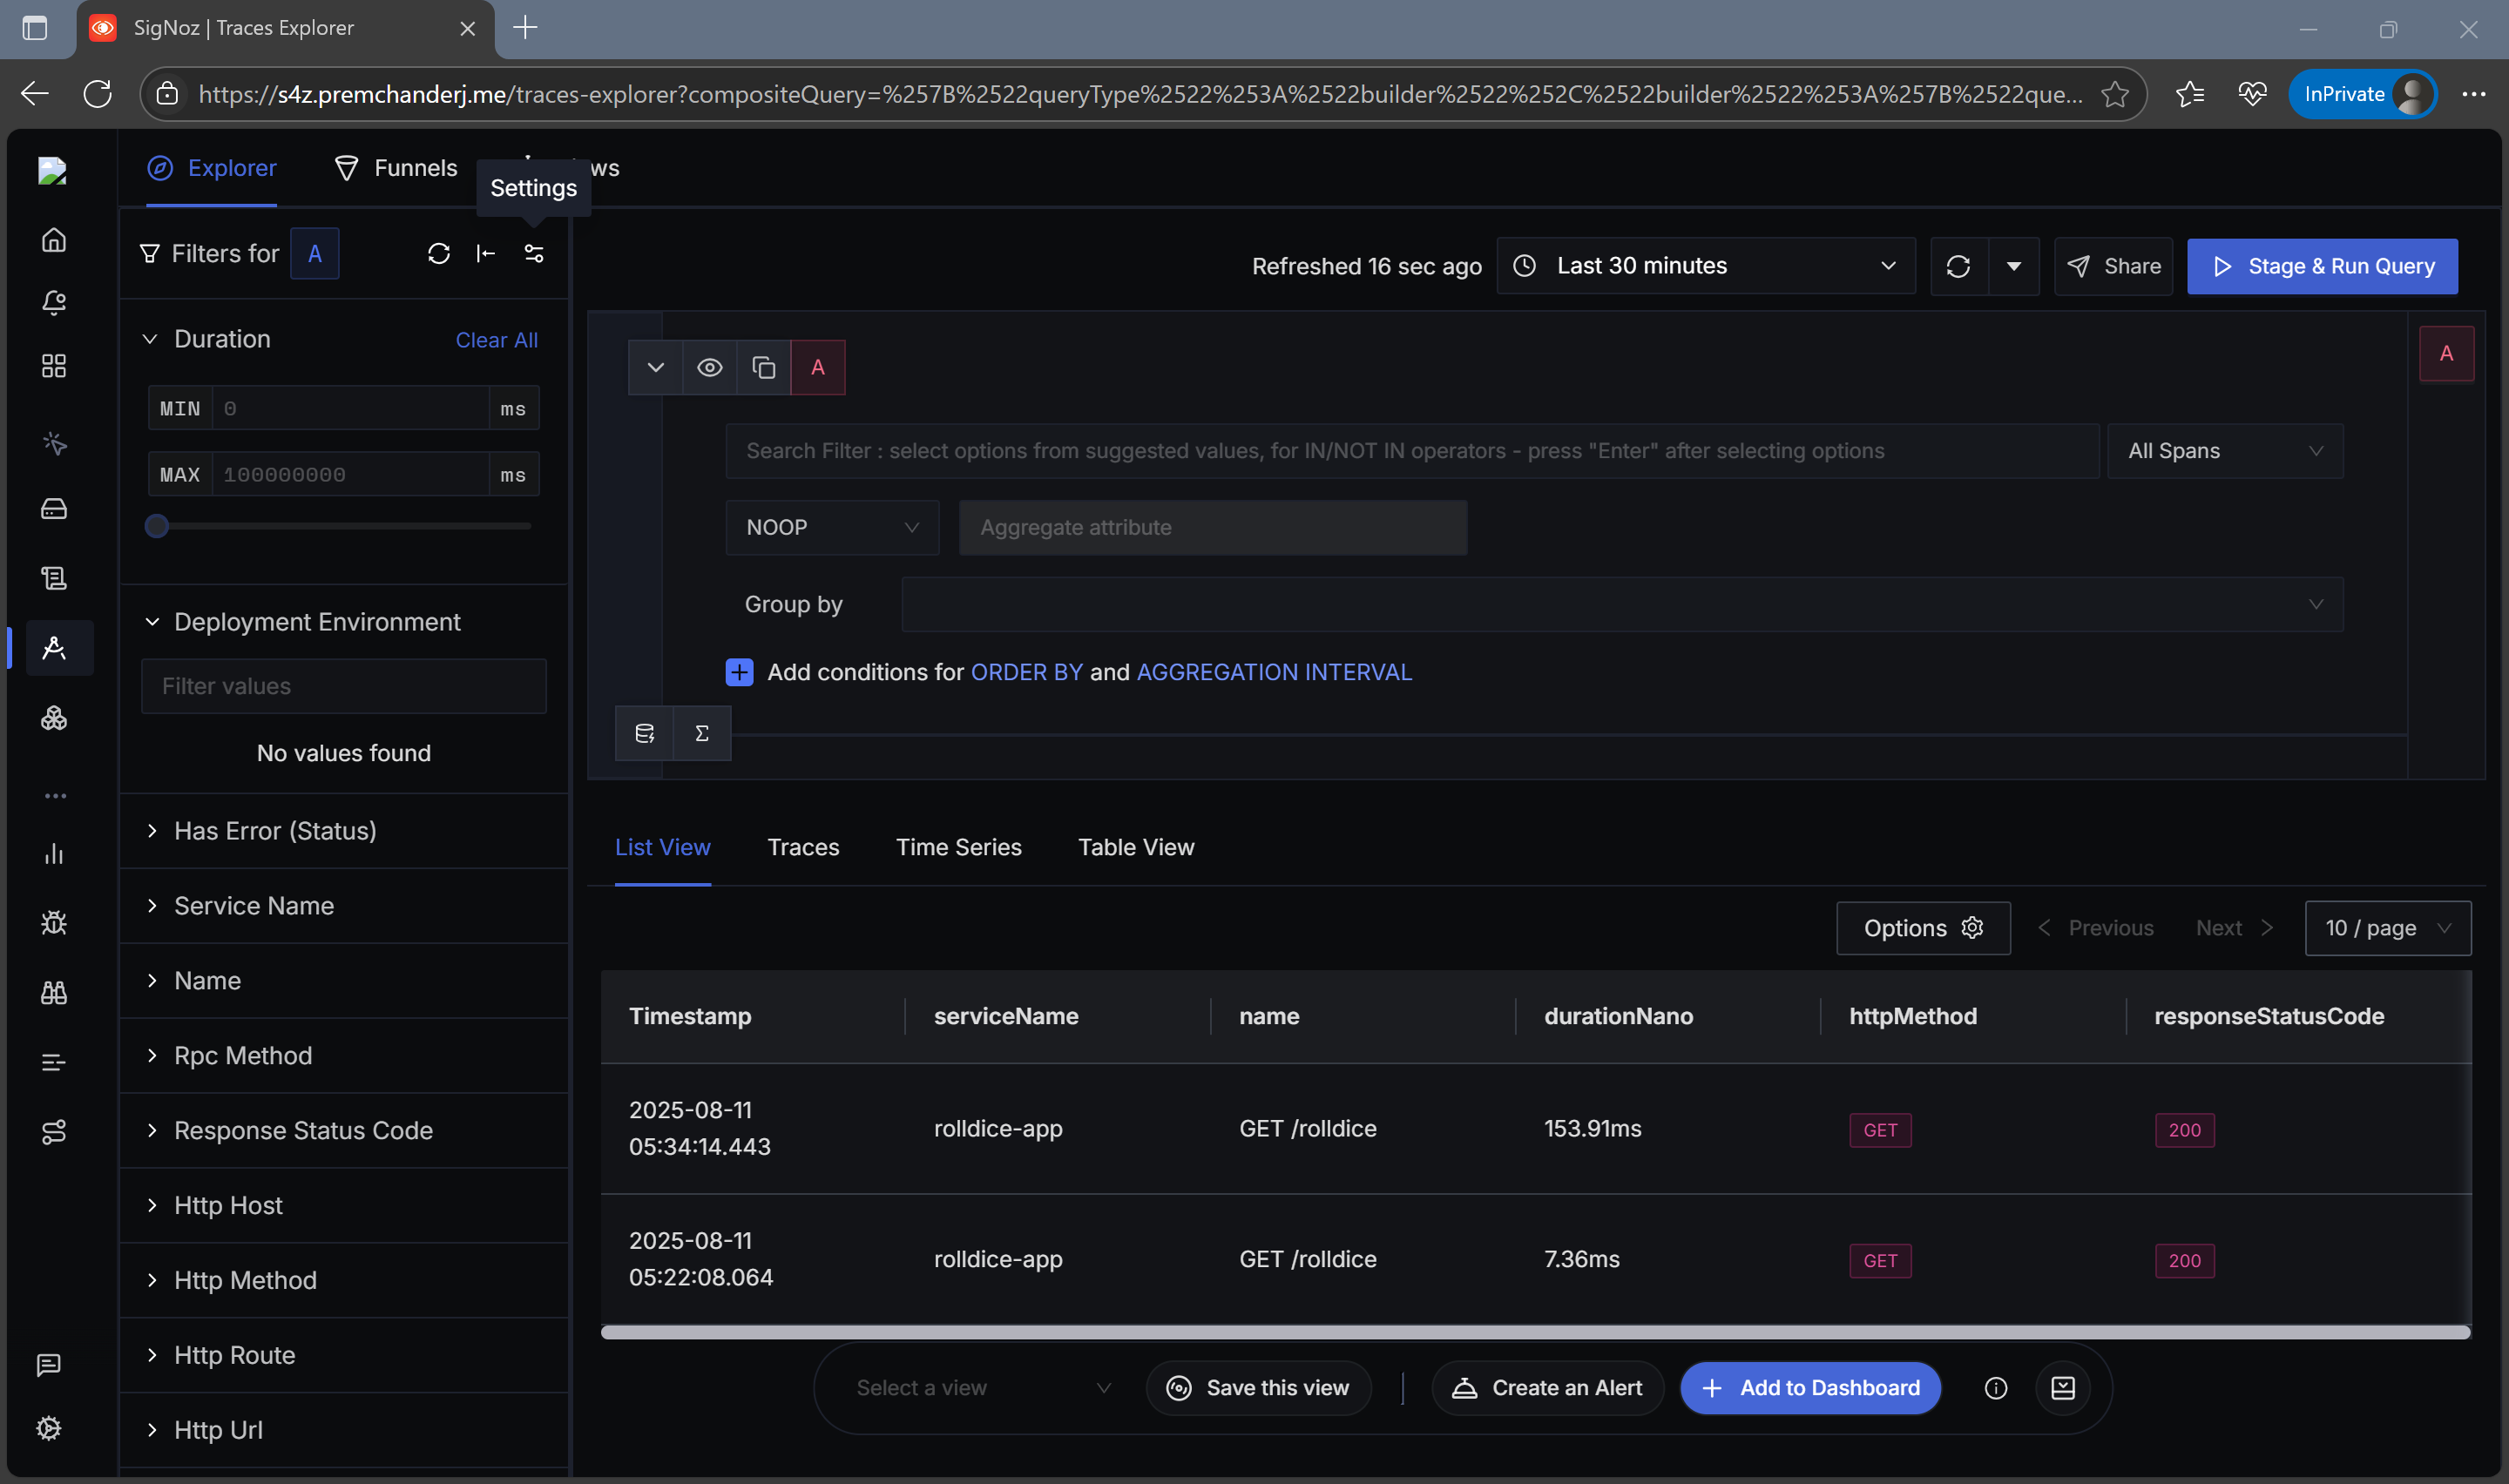 SigNoz | Traces Explorer
https://s4z.premchanderj.me/traces-explorer?compositeQuery=%257B%2522queryType%2522%253A%2522builder%2522%252C%2522builder%2522%253A%257B%2522que...
InPrivate
Explorer
Funnels
ws
Settings
Filters for A
Refreshed 16 sec ago
Last 30 minutes
Share
Stage & Run Query
Duration
Clear All
MIN 0 ms
MAX 100000000 ms
Deployment Environment
Filter values
No values found
Has Error (Status)
Service Name
Name
Rpc Method
Response Status Code
Http Host
Http Method
Http Route
Http Url
A
A
Search Filter : select options from suggested values, for IN/NOT IN operators - press "Enter" after selecting options
All Spans
NOOP
Aggregate attribute
Group by
Add conditions for ORDER BY and AGGREGATION INTERVAL
Σ
List View
Traces
Time Series
Table View
Options
Previous
Next
10 / page
Timestamp serviceName name durationNano httpMethod responseStatusCode
2025-08-11
05:34:14.443
rolldice-app GET /rolldice 153.91ms GET 200
2025-08-11
05:22:08.064
rolldice-app GET /rolldice 7.36ms GET 200
Select a view
Save this view
Create an Alert
Add to Dashboard